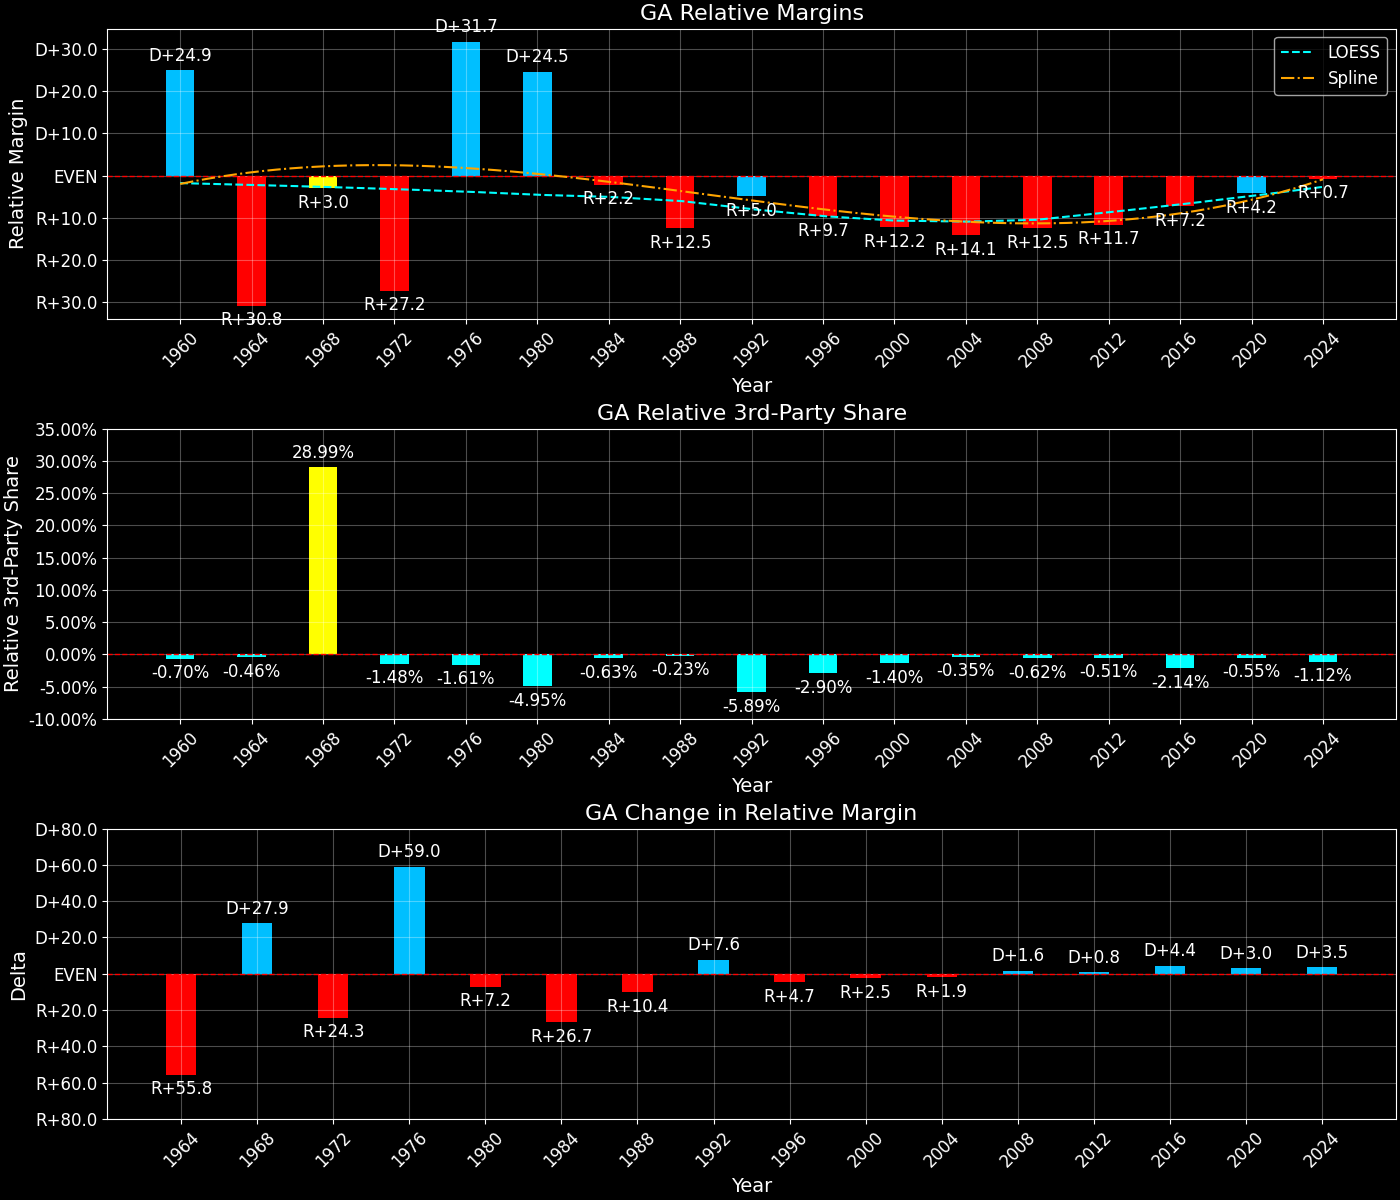 GA Relative Margins
Relative Margin
D+30.0
D+20.0
D+10.0
EVEN
R+10.0
R+20.0
R+30.0
D+24.9
R+30.8
R+3.0
R+27.2
D+31.7
D+24.5
R+2.2
R+12.5
R+5.0
R+9.7
R+12.2
R+14.1
R+12.5
R+11.7
R+7.2
R+4.2
R+0.7
LOESS
Spline
1960
1964
1968
1972
1976
1980
1984
1988
1992
1996
2000
2004
2008
2012
2016
2020
2024
Year
GA Relative 3rd-Party Share
Relative 3rd-Party Share
35.00%
30.00%
25.00%
20.00%
15.00%
10.00%
5.00%
0.00%
-5.00%
-10.00%
-0.70%
-0.46%
28.99%
-1.48%
-1.61%
-4.95%
-0.63%
-0.23%
-5.89%
-2.90%
-1.40%
-0.35%
-0.62%
-0.51%
-2.14%
-0.55%
-1.12%
1960
1964
1968
1972
1976
1980
1984
1988
1992
1996
2000
2004
2008
2012
2016
2020
2024
Year
GA Change in Relative Margin
Delta
D+80.0
D+60.0
D+40.0
D+20.0
EVEN
R+20.0
R+40.0
R+60.0
R+80.0
R+55.8
D+27.9
R+24.3
D+59.0
R+7.2
R+26.7
R+10.4
D+7.6
R+4.7
R+2.5
R+1.9
D+1.6
D+0.8
D+4.4
D+3.0
D+3.5
1964
1968
1972
1976
1980
1984
1988
1992
1996
2000
2004
2008
2012
2016
2020
2024
Year